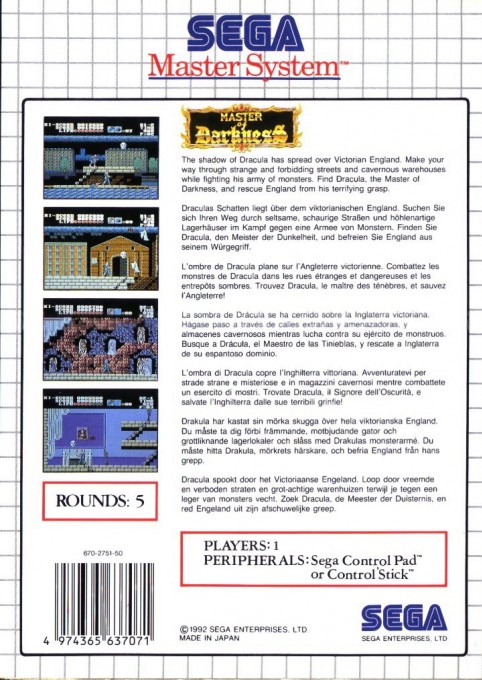 SEGA
Master System™
MASTER
of
Darkness
The shadow of Dracula has spread over Victorian England. Make your
way through strange and forbidding streets and cavernous warehouses
while fighting his army of monsters. Find Dracula, the Master of
Darkness, and rescue England from his terrifying grasp.
Draculas Schatten liegt über dem viktorianischen England. Suchen Sie
sich Ihren Weg durch seltsame, schaurige Straßen und höhlenartige
Lagerhäuser im Kampf gegen eine Armee von Monstern. Finden Sie
Dracula, den Meister der Dunkelheit, und befreien Sie England aus
seinem Würgegriff.
L'ombre de Dracula plane sur l'Angleterre victorienne. Combattez les
monstres de Dracula dans les rues étranges et dangereuses et les
entrepôts sombres. Trouvez Dracula, le maître des ténèbres, et sauvez
l'Angleterre!
La sombra de Drácula se ha cernido sobre la Inglaterra victoriana.
Hágase paso a través de calles extrañas y amenazadoras, y
almacenes cavernosos mientras lucha contra su ejército de monstruos.
Busque a Drácula, el Maestro de las Tinieblas, y rescate a Inglaterra
de su espantoso dominio.
L'ombra di Dracula copre l'Inghilterra vittoriana. Avventuratevi per
strade strane e misteriose e in magazzini cavernosi mentre combattete
un esercito di mostri. Trovate Dracula, il Signore dell'Oscurità, e
salvate l'Inghilterra dalle sue terribili grinfie!
Drakula har kastat sin mörka skugga över hela viktorianska England.
Du måste ta dig förbi främmande, motbjudande gator och
grottliknande lagerlokaler och slåss med Drakulas monsterarmé. Du
måste hitta Drakula, mörkrets härskare, och befria England från hans
grepp.
Dracula spookt door het Victoriaanse Engeland. Loop door vreemde
en verboden straten en grot-achtige warenhuizen terwijl je tegen een
leger van monsters vecht. Zoek Dracula, de Meester de Duisternis, en
red Engeland uit zijn afschuwelijke greep.
ROUNDS: 5
PLAYERS: 1
PERIPHERALS: Sega Control Pad™
or Control Stick™
670-2751-50
4 974365 637071
©1992 SEGA ENTERPRISES, LTD.
MADE IN JAPAN
SEGA
SEGA ENTERPRISES, LTD